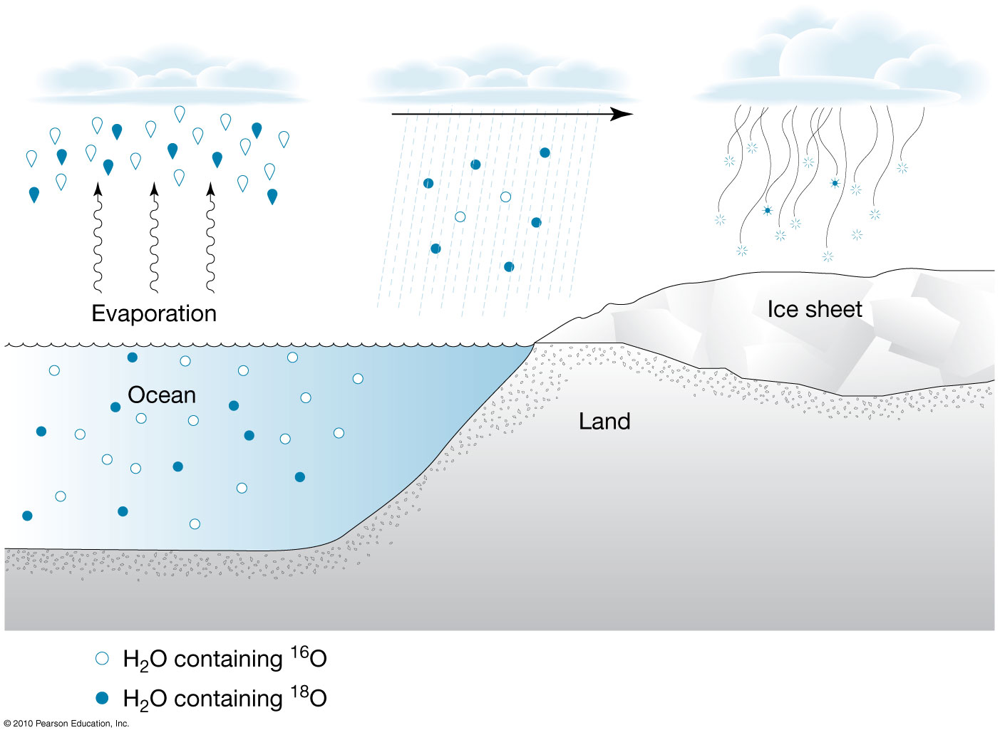 Evaporation
Ice sheet
Ocean
Land
H₂O containing ¹⁶O
H₂O containing ¹⁸O
© 2010 Pearson Education, Inc.